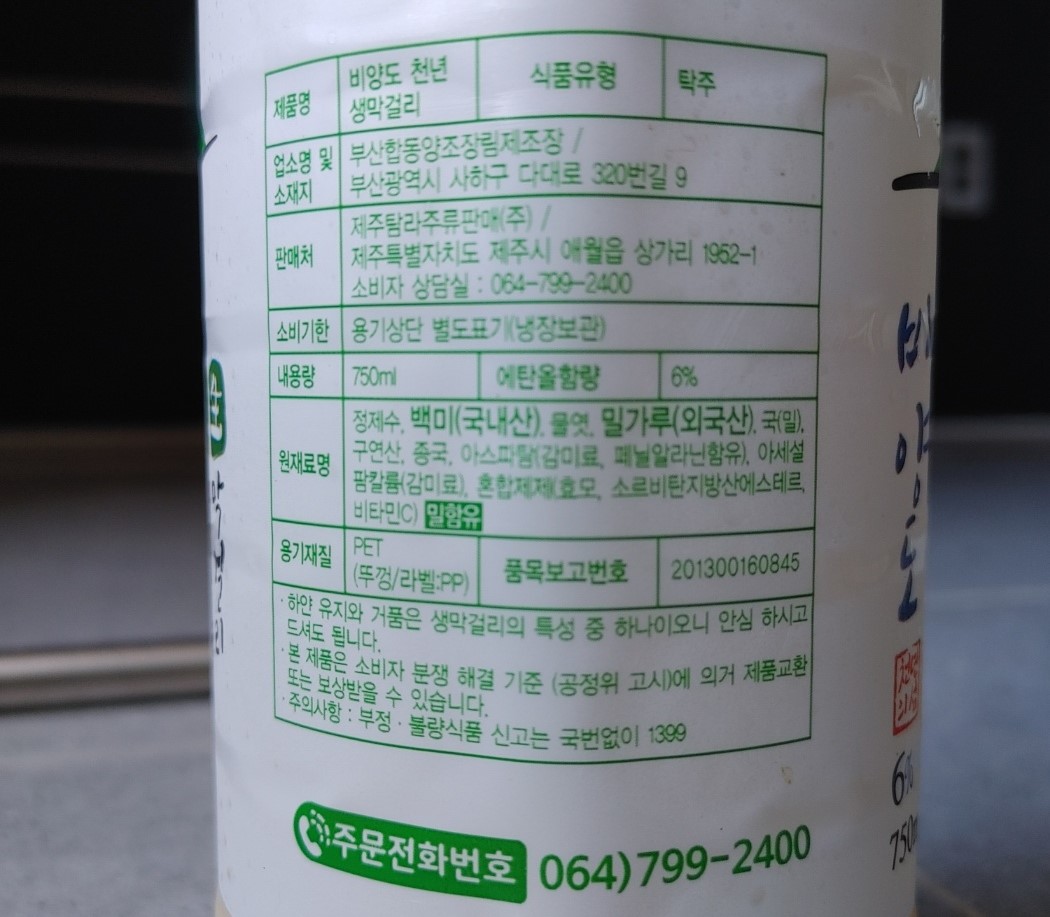 제품명 비양도 천년 생막걸리 식품유형 탁주
업소명 및 소재지 부산합동양조장림제조장 /
부산광역시 사하구 다대로 320번길 9
판매처 제주탐라주류판매(주) /
제주특별자치도 제주시 애월읍 상가리 1952-1
소비자 상담실 : 064-799-2400
소비기한 용기상단 별도표기(냉장보관)
내용량 750ml 에탄올함량 6%
원재료명 정제수, 백미(국내산), 물엿, 밀가루(외국산), 국(밀),
구연산, 종국, 아스파탐(감미료, 페닐알라닌함유), 아세설
팜칼륨(감미료), 혼합제제(효모, 소르비탄지방산에스테르,
비타민C) 밀함유
용기재질 PET
(뚜껑/라벨:PP) 품목보고번호 201300160845
· 하얀 유지와 거품은 생막걸리의 특성 중 하나이오니 안심 하시고
드셔도 됩니다.
· 본 제품은 소비자 분쟁 해결 기준 (공정위 고시)에 의거 제품교환
또는 보상받을 수 있습니다.
· 주의사항 : 부정 · 불량식품 신고는 국번없이 1399
주문전화번호 064)799-2400
6%